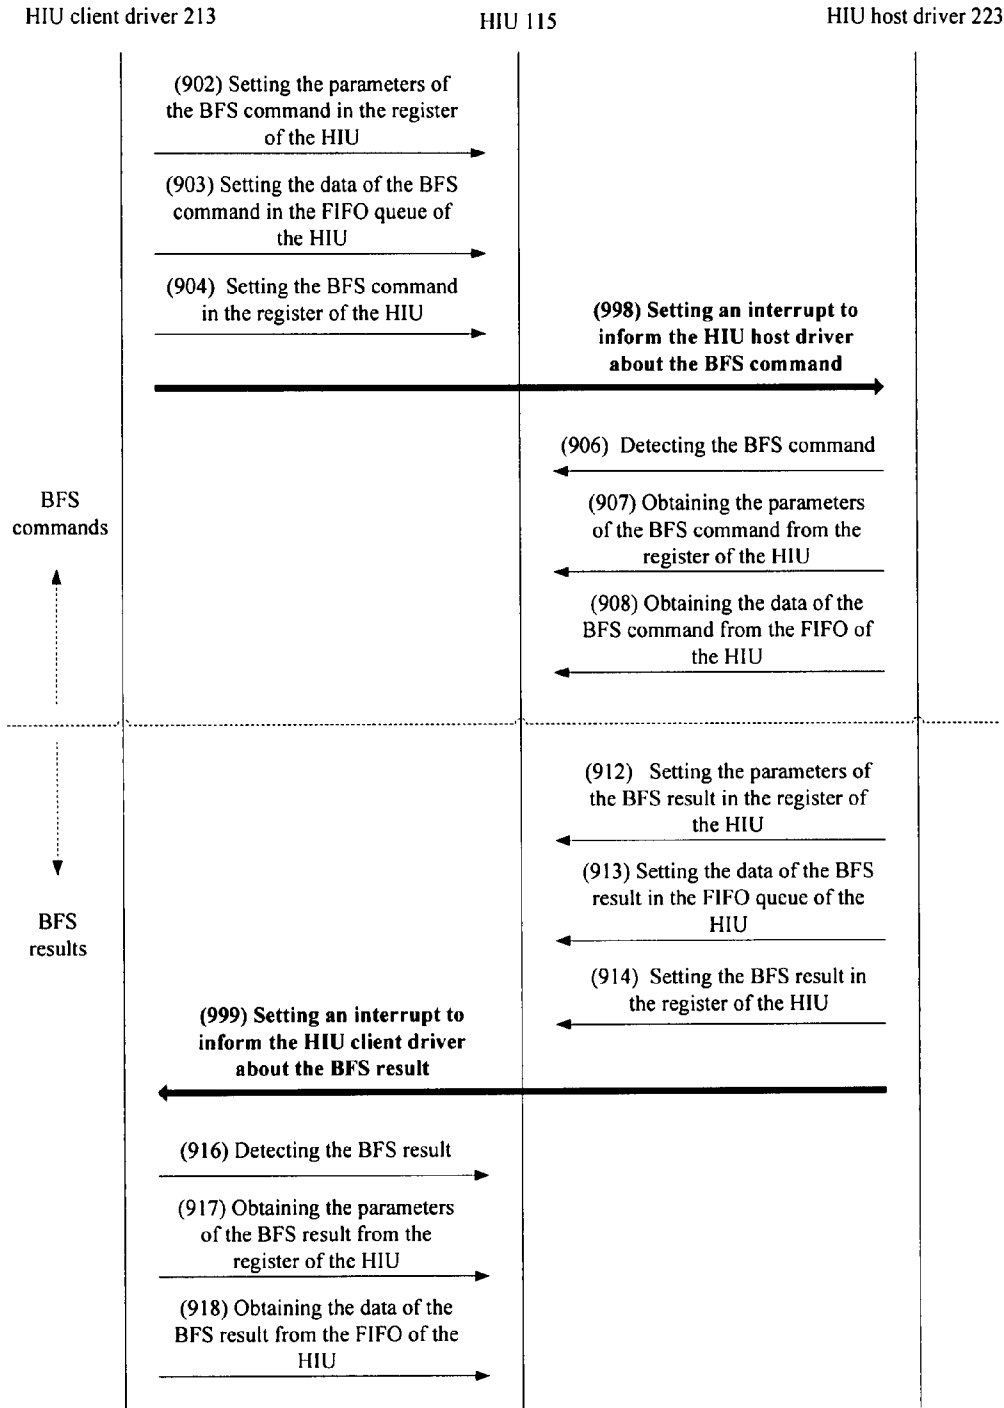 HIU client driver 213
HIU 115
HIU host driver 223
(902) Setting the parameters of
the BFS command in the register
of the HIU
(903) Setting the data of the BFS
command in the FIFO queue of
the HIU
(904) Setting the BFS command
in the register of the HIU
(998) Setting an interrupt to
inform the HIU host driver
about the BFS command
(906) Detecting the BFS command
(907) Obtaining the parameters
of the BFS command from the
register of the HIU
(908) Obtaining the data of the
BFS command from the FIFO of
the HIU
BFS
commands
BFS
results
(912) Setting the parameters of
the BFS result in the register of
the HIU
(913) Setting the data of the BFS
result in the FIFO queue of the
HIU
(914) Setting the BFS result in
the register of the HIU
(999) Setting an interrupt to
inform the HIU client driver
about the BFS result
(916) Detecting the BFS result
(917) Obtaining the parameters
of the BFS result from the
register of the HIU
(918) Obtaining the data of the
BFS result from the FIFO of the
HIU